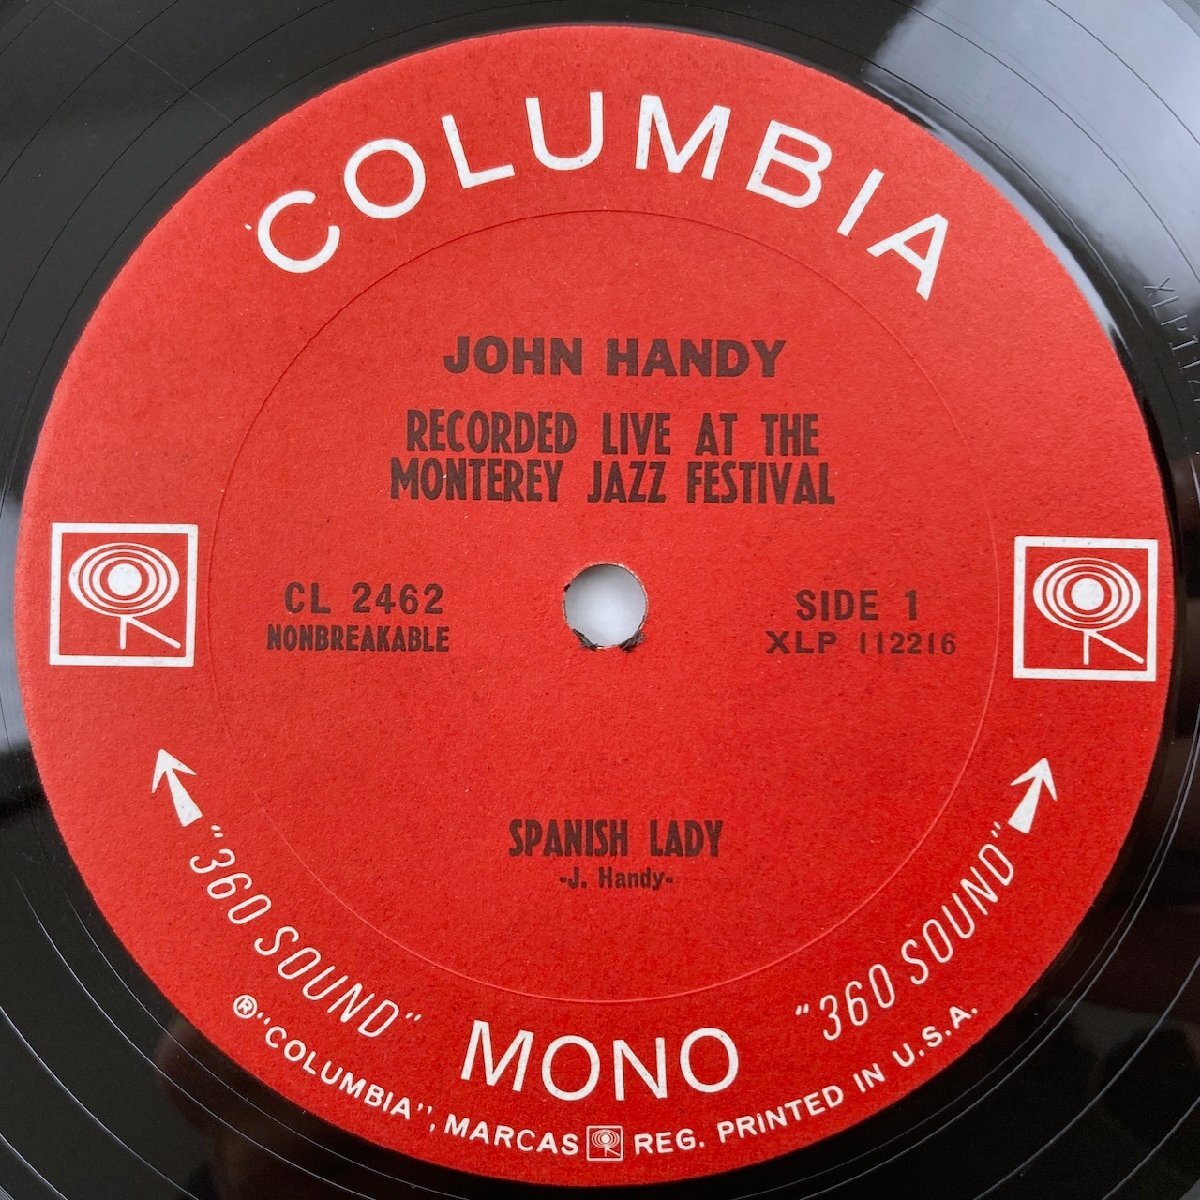 COLUMBIA
JOHN HANDY
RECORDED LIVE AT THE
MONTEREY JAZZ FESTIVAL
CL 2462
NONBREAKABLE
SIDE 1
XLP 112216
SPANISH LADY
-J. Handy-
"360 SOUND"
MONO
"360 SOUND"
®"COLUMBIA", MARCAS REG. PRINTED IN U.S.A.